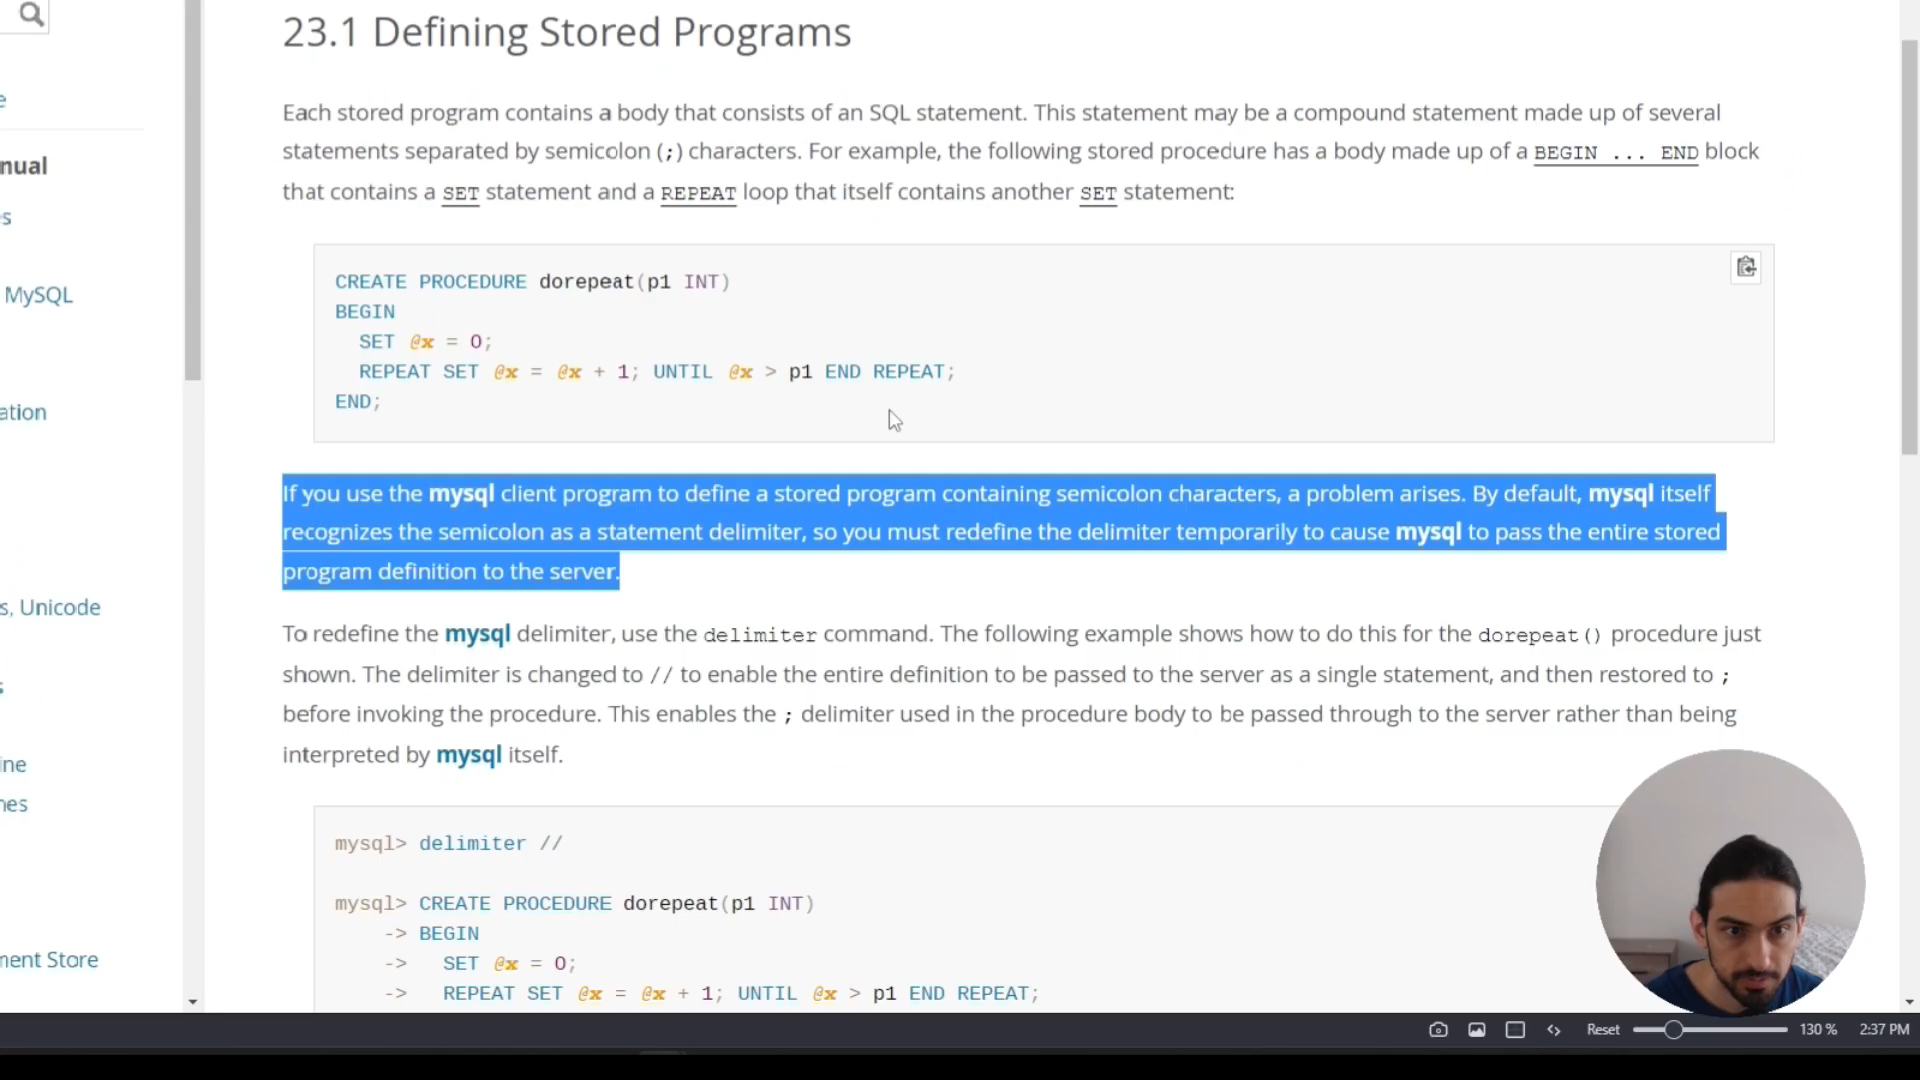 23.1 Defining Stored Programs
e
Each stored program contains a body that consists of an SQL statement. This statement may be a compound statement made up of several
statements separated by semicolon (;) characters. For example, the following stored procedure has a body made up of a BEGIN ... END block
that contains a SET statement and a REPEAT loop that itself contains another SET statement:
nual
s
MySQL
ation
s, Unicode
s
ine
nes
nent Store
CREATE PROCEDURE dorepeat(p1 INT)
BEGIN
SET @x = 0;
REPEAT SET @x = @x + 1; UNTIL @x > p1 END REPEAT;
END;
If you use the mysql client program to define a stored program containing semicolon characters, a problem arises. By default, mysql itself
recognizes the semicolon as a statement delimiter, so you must redefine the delimiter temporarily to cause mysql to pass the entire stored
program definition to the server.
To redefine the mysql delimiter, use the delimiter command. The following example shows how to do this for the dorepeat() procedure just
shown. The delimiter is changed to // to enable the entire definition to be passed to the server as a single statement, and then restored to ;
before invoking the procedure. This enables the ; delimiter used in the procedure body to be passed through to the server rather than being
interpreted by mysql itself.
mysql> delimiter //
mysql> CREATE PROCEDURE dorepeat(p1 INT)
-> BEGIN
-> SET @x = 0;
-> REPEAT SET @x = @x + 1; UNTIL @x > p1 END REPEAT;
Reset 130 % 2:37 PM